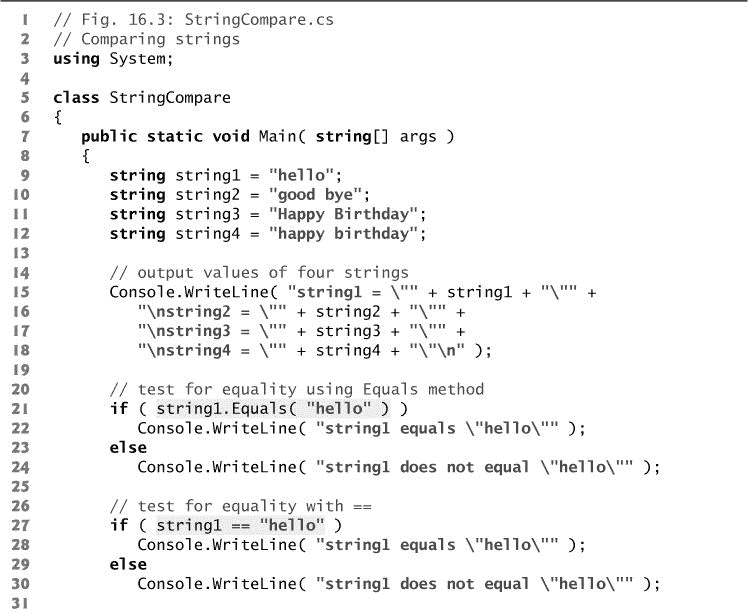 1 // Fig. 16.3: StringCompare.cs
2 // Comparing strings
3 using System;
4
5 class StringCompare
6 {
7 public static void Main( string[] args )
8 {
9 string string1 = "hello";
10 string string2 = "good bye";
11 string string3 = "Happy Birthday";
12 string string4 = "happy birthday";
13
14 // output values of four strings
15 Console.WriteLine( "string1 = \"" + string1 + "\"" +
16 "\nstring2 = \"" + string2 + "\"" +
17 "\nstring3 = \"" + string3 + "\"" +
18 "\nstring4 = \"" + string4 + "\"\n" );
19
20 // test for equality using Equals method
21 if ( string1.Equals( "hello" ) )
22 Console.WriteLine( "string1 equals \"hello\"" );
23 else
24 Console.WriteLine( "string1 does not equal \"hello\"" );
25
26 // test for equality with ==
27 if ( string1 == "hello" )
28 Console.WriteLine( "string1 equals \"hello\"" );
29 else
30 Console.WriteLine( "string1 does not equal \"hello\"" );
31